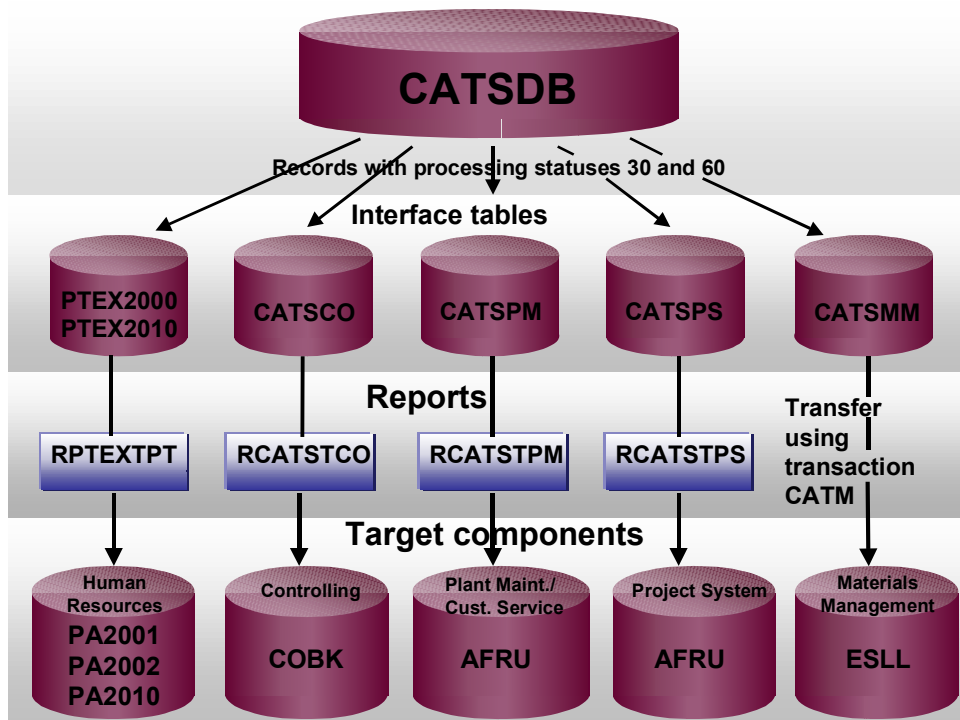 CATSDB
Records with processing statuses 30 and 60
Interface tables
PTEX2000
PTEX2010
CATSCO
CATSPM
CATSPS
CATSMM
Reports
RPTEXTPT
RCATSTCO
RCATSTPM
RCATSTPS
Transfer
using
transaction
CATM
Target components
Human
Resources
PA2001
PA2002
PA2010
Controlling
COBK
Plant Maint./
Cust. Service
AFRU
Project System
AFRU
Materials
Management
ESLL